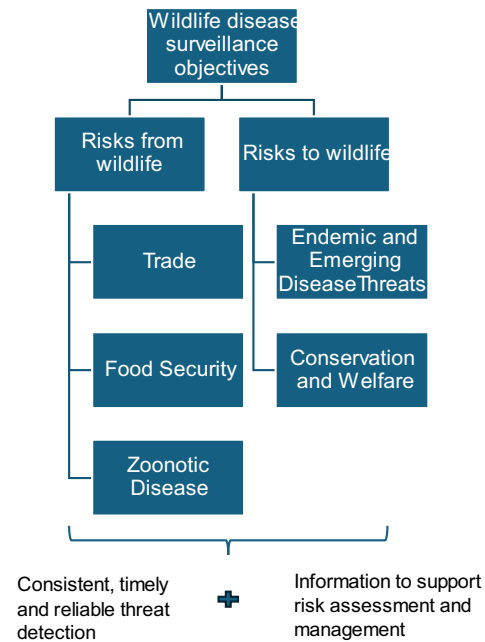 Wildlife disease
surveillance
objectives
Risks from
wildlife
Risks to wildlife
Trade
Endemic and
Emerging
DiseaseThreats
Food Security
Conservation
and Welfare
Zoonotic
Disease
Consistent, timely
and reliable threat
detection
Information to support
risk assessment and
management